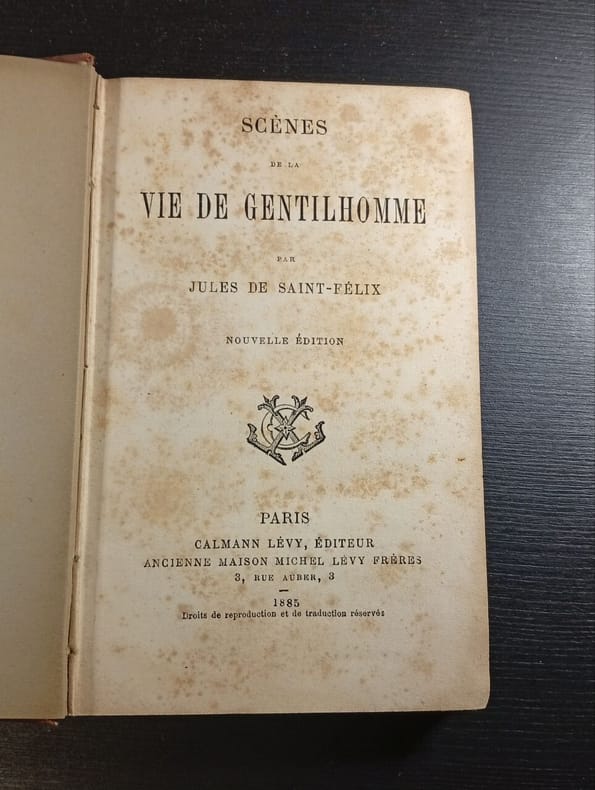 SCÈNES
DE LA
VIE DE GENTILHOMME
PAR
JULES DE SAINT-FÉLIX
NOUVELLE ÉDITION
PARIS
CALMANN LÉVY, ÉDITEUR
ANCIENNE MAISON MICHEL LÉVY FRÈRES
3, RUE AUBER, 3
1885
Droits de reproduction et de traduction réservés